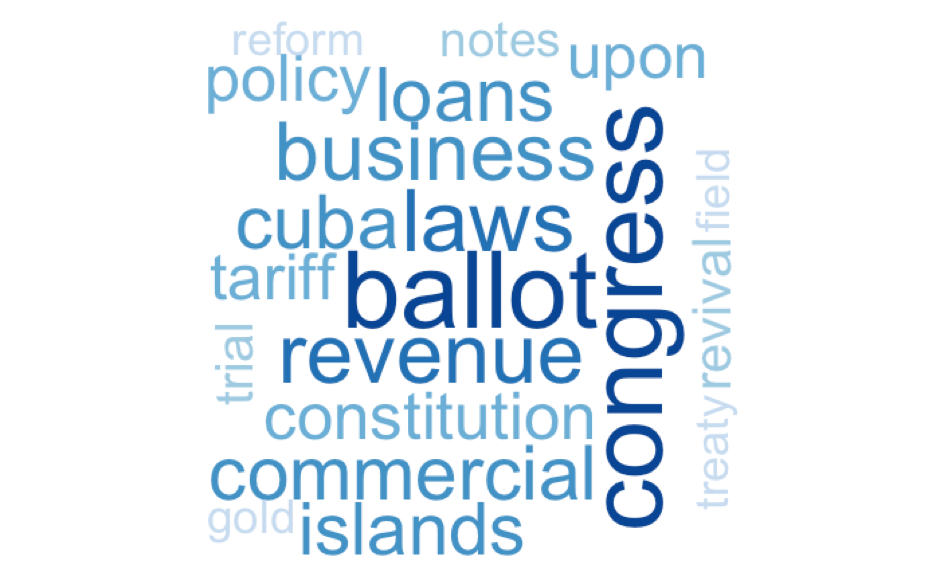 reform
notes
upon
policy
loans
business
congress
field
cuba
laws
tariff
ballot
revival
trial
revenue
constitution
treaty
commercial
gold
islands